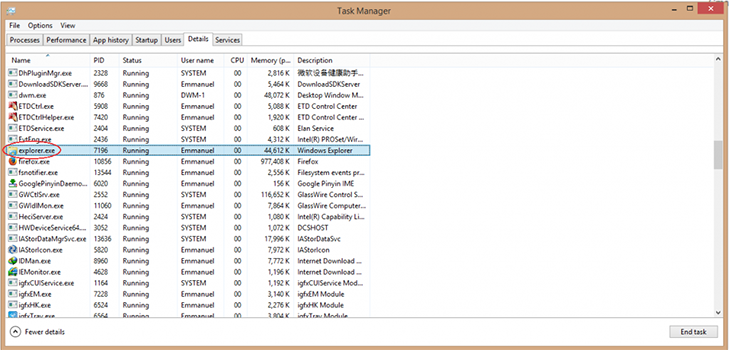 Task Manager
File Options View
Processes Performance App history Startup Users Details Services
Name PID Status User name CPU Memory (p... Description
DhPluginMgr.exe 2328 Running SYSTEM 00 2,816 K 微软设备健康助手...
DownloadSDKServer... 9668 Running Emmanuel 00 5,464 K Downloading
dwm.exe 876 Running DWM-1 00 48,072 K Desktop Window M...
ETDCtrl.exe 5908 Running Emmanuel 00 5,088 K ETD Control Center
ETDCtrlHelper.exe 7420 Running Emmanuel 00 1,920 K ETD Control Center
ETDService.exe 2404 Running SYSTEM 00 608 K Elan Service
EvtEng.exe 2436 Running SYSTEM 00 4,312 K Intel(R) PROSet/Wir...
explorer.exe 7196 Running Emmanuel 00 44,612 K Windows Explorer
firefox.exe 10856 Running Emmanuel 00 977,408 K Firefox
fsnotifier.exe 13544 Running Emmanuel 00 2,556 K Filesystem events pr...
GooglePinyinDaemo... 6020 Running Emmanuel 00 156 K Google Pinyin IME
GWCtlSrv.exe 2552 Running SYSTEM 00 116,652 K GlassWire Control S...
GWIdlMon.exe 11060 Running Emmanuel 00 7,864 K GlassWire Computer...
HeciServer.exe 2424 Running SYSTEM 00 1,080 K Intel(R) Capability Li...
HWDeviceService64... 2392 Running SYSTEM 00 1,072 K DCSHOST
IAStorDataMgrSvc.exe 13636 Running SYSTEM 00 17,996 K IAStorDataSvc
IAStorIcon.exe 5820 Running Emmanuel 00 7,972 K IAStorIcon
IDMan.exe 8960 Running Emmanuel 00 7,772 K Internet Download ...
IEMonitor.exe 4628 Running Emmanuel 00 1,196 K Internet Download ...
igfxCUIService.exe 1164 Running SYSTEM 00 1,192 K igfxCUIService Mod...
igfxEM.exe 7228 Running Emmanuel 00 3,140 K igfxEM Module
igfxHK.exe 6524 Running Emmanuel 00 2,276 K igfxHK Module
igfxTray.exe 6564 Running Emmanuel 00 3,804 K igfxTray Module
Fewer details End task